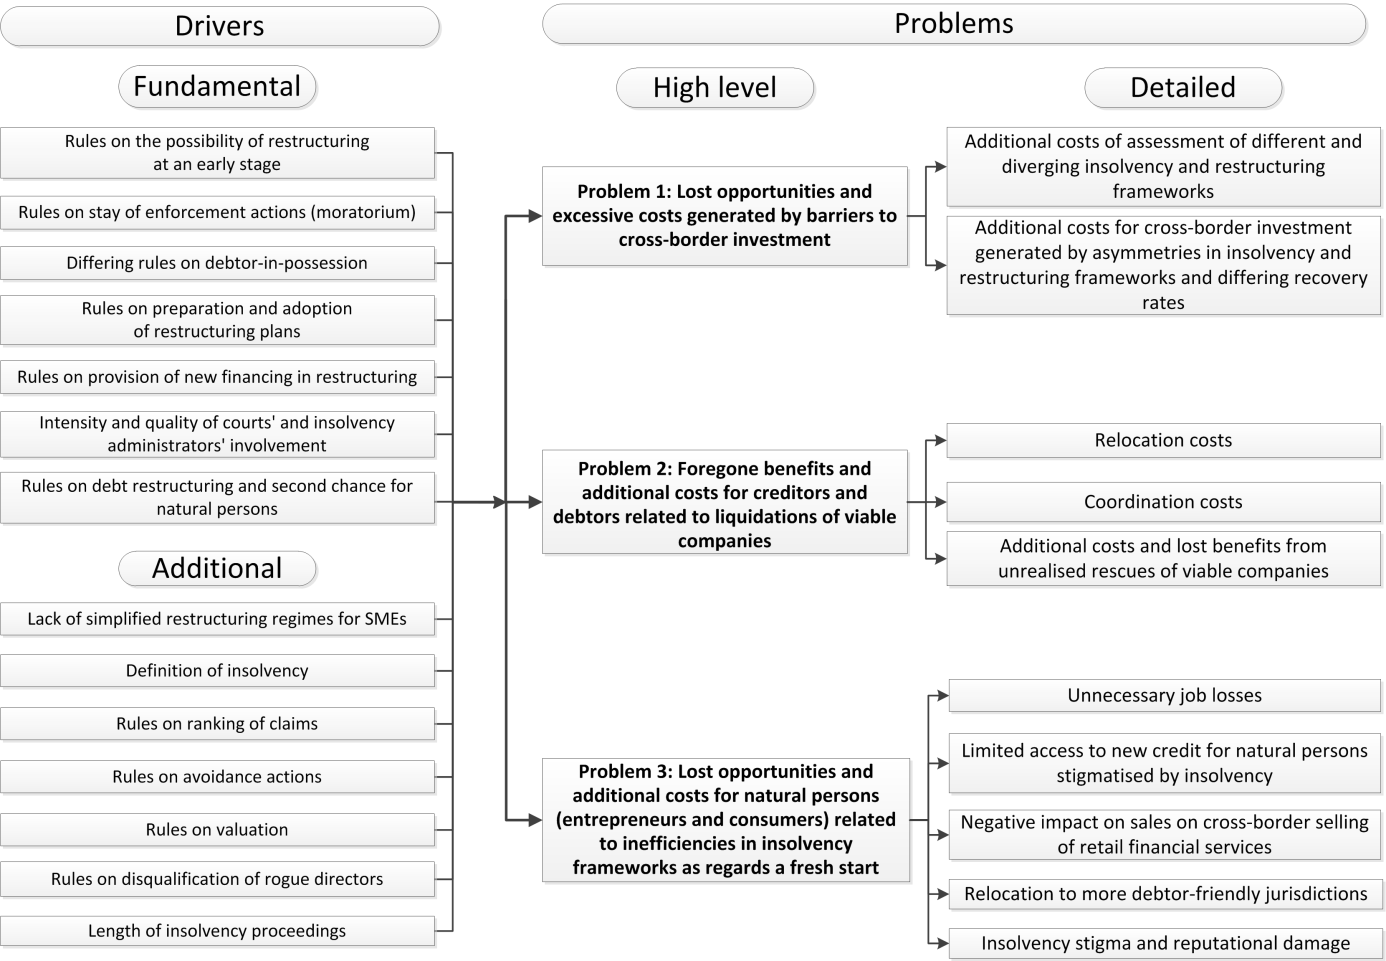 Drivers
Fundamental
Rules on the possibility of restructuring
at an early stage
Rules on stay of enforcement actions (moratorium)
Differing rules on debtor-in-possession
Rules on preparation and adoption
of restructuring plans
Rules on provision of new financing in restructuring
Intensity and quality of courts' and insolvency
administrators' involvement
Rules on debt restructuring and second chance for
natural persons
Additional
Lack of simplified restructuring regimes for SMEs
Definition of insolvency
Rules on ranking of claims
Rules on avoidance actions
Rules on valuation
Rules on disqualification of rogue directors
Length of insolvency proceedings
Problems
High level
Problem 1: Lost opportunities and
excessive costs generated by barriers to
cross-border investment
Problem 2: Foregone benefits and
additional costs for creditors and
debtors related to liquidations of viable
companies
Problem 3: Lost opportunities and
additional costs for natural persons
(entrepreneurs and consumers) related
to inefficiencies in insolvency
frameworks as regards a fresh start
Detailed
Additional costs of assessment of different and
diverging insolvency and restructuring
frameworks
Additional costs for cross-border investment
generated by asymmetries in insolvency and
restructuring frameworks and differing recovery
rates
Relocation costs
Coordination costs
Additional costs and lost benefits from
unrealised rescues of viable companies
Unnecessary job losses
Limited access to new credit for natural persons
stigmatised by insolvency
Negative impact on sales on cross-border selling
of retail financial services
Relocation to more debtor-friendly jurisdictions
Insolvency stigma and reputational damage